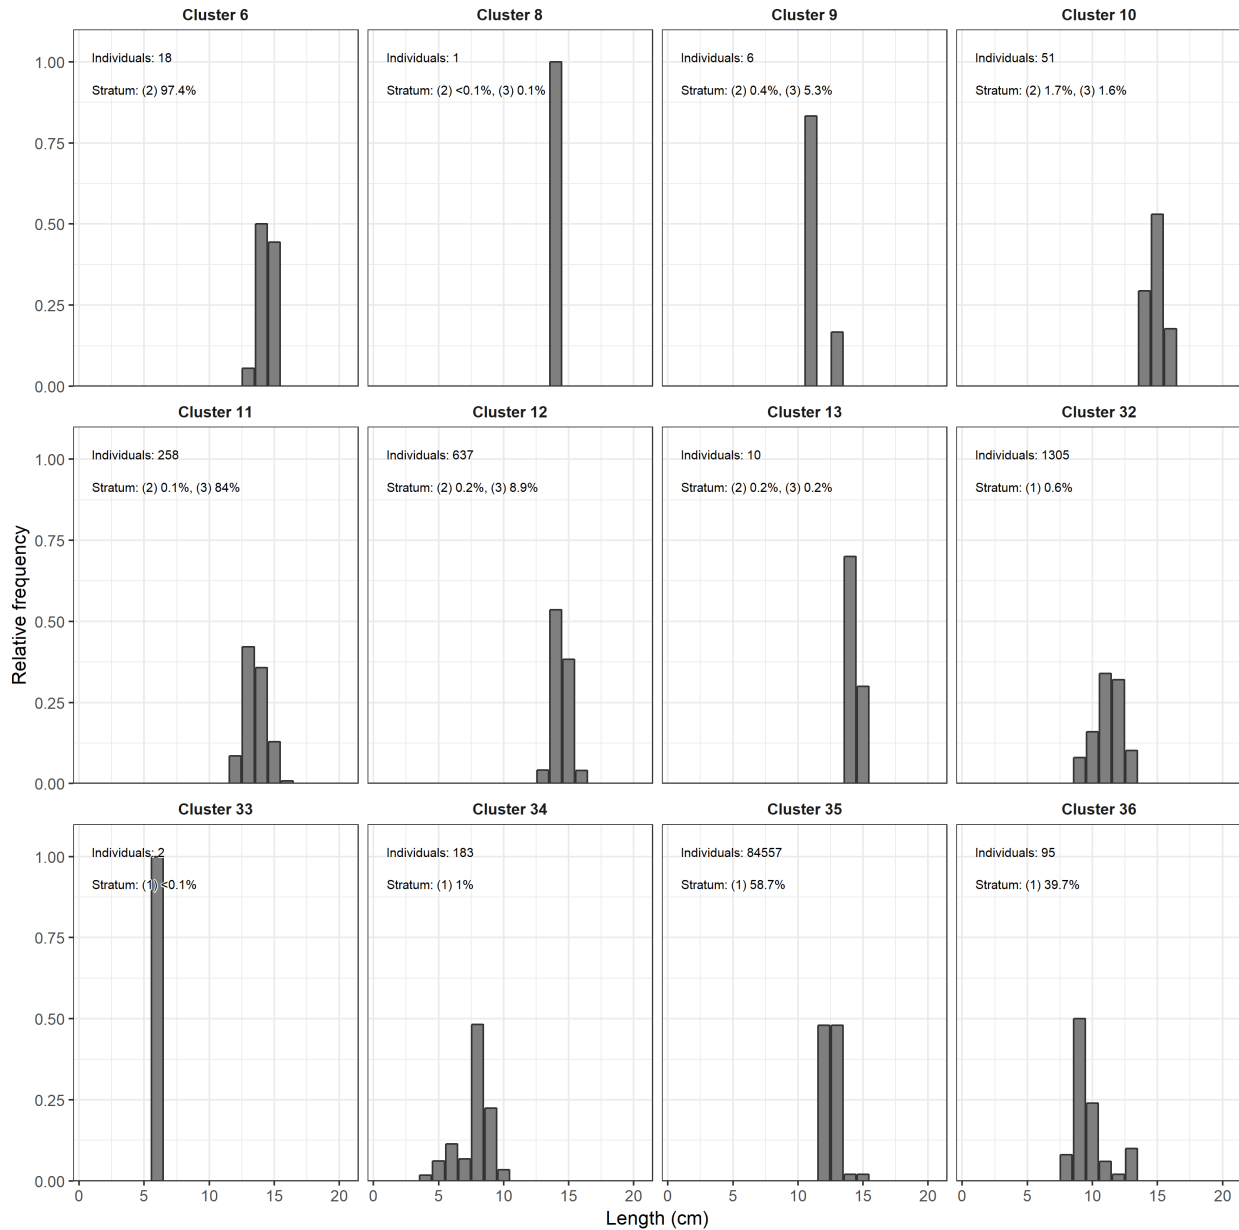 Cluster 6
Cluster 8
Cluster 9
Cluster 10
Individuals: 18
Stratum: (2) 97.4%
Individuals: 1
Stratum: (2) <0.1%, (3) 0.1%
Individuals: 6
Stratum: (2) 0.4%, (3) 5.3%
Individuals: 51
Stratum: (2) 1.7%, (3) 1.6%
1.00
0.75
0.50
0.25
0.00
Cluster 11
Cluster 12
Cluster 13
Cluster 32
Individuals: 258
Stratum: (2) 0.1%, (3) 84%
Individuals: 637
Stratum: (2) 0.2%, (3) 8.9%
Individuals: 10
Stratum: (2) 0.2%, (3) 0.2%
Individuals: 1305
Stratum: (1) 0.6%
1.00
0.75
0.50
0.25
0.00
Relative frequency
Cluster 33
Cluster 34
Cluster 35
Cluster 36
Individuals: 2
Stratum: (1) <0.1%
Individuals: 183
Stratum: (1) 1%
Individuals: 84557
Stratum: (1) 58.7%
Individuals: 95
Stratum: (1) 39.7%
1.00
0.75
0.50
0.25
0.00
0 5 10 15 20
0 5 10 15 20
0 5 10 15 20
0 5 10 15 20
Length (cm)